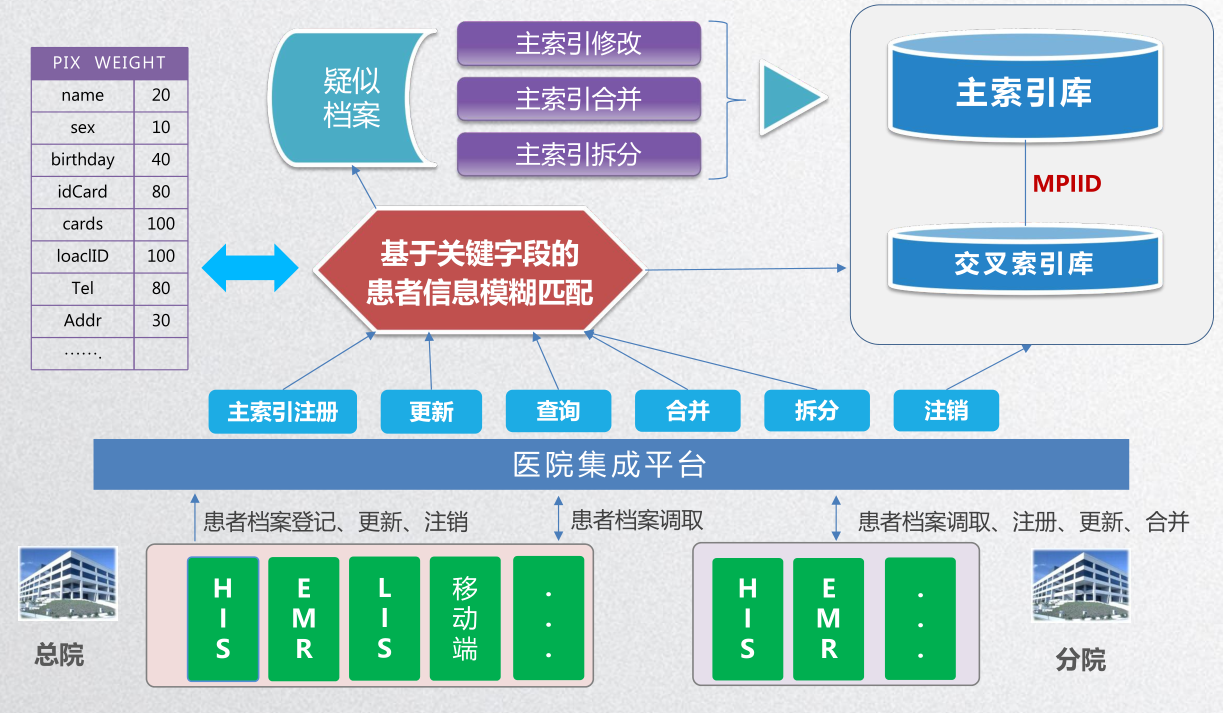 PIX WEIGHT
name 20
sex 10
birthday 40
idCard 80
cards 100
loaclID 100
Tel 80
Addr 30
…….
疑似
档案
主索引修改
主索引合并
主索引拆分
主索引库
MPIID
交叉索引库
基于关键字段的
患者信息模糊匹配
主索引注册
更新
查询
合并
拆分
注销
医院集成平台
患者档案登记、更新、注销
患者档案调取
患者档案调取、注册、更新、合并
总院
HIS
EMR
LIS
移动端
...
HIS
EMR
...
分院